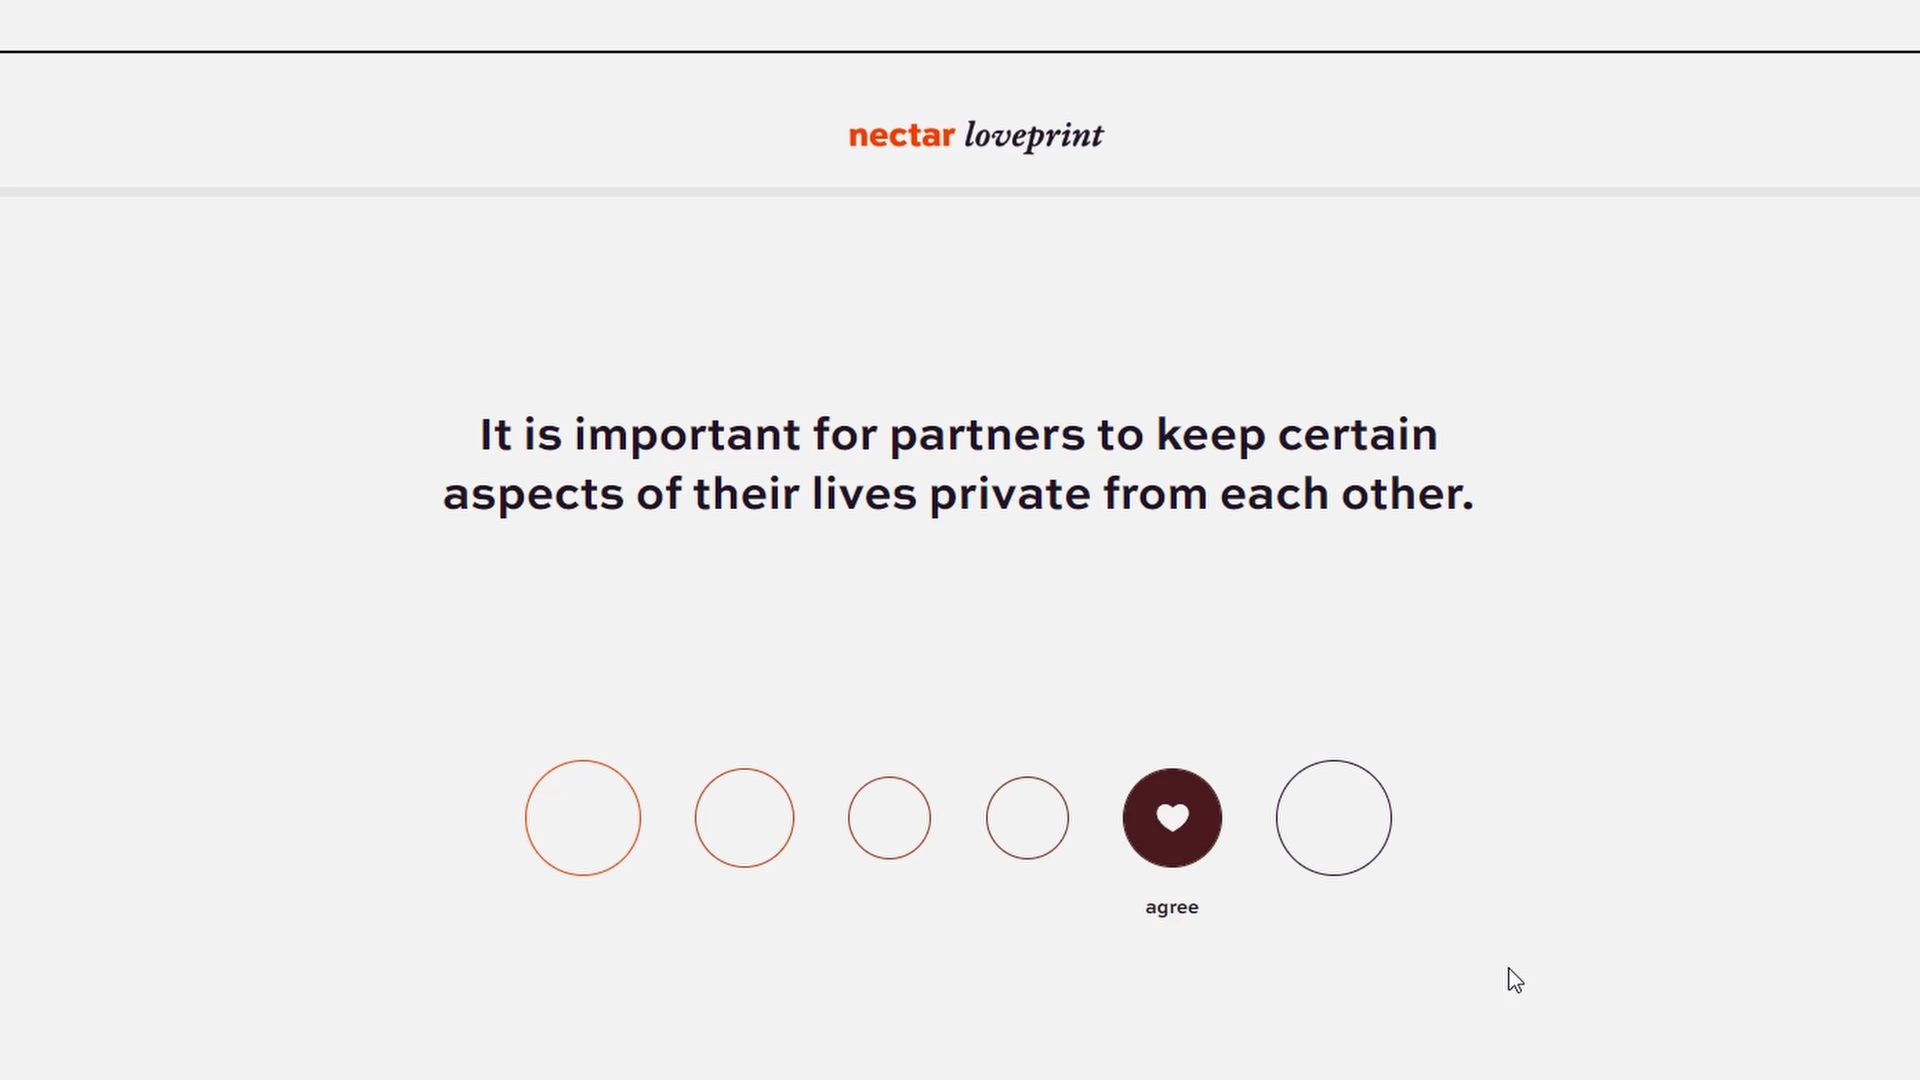 nectar loveprint
It is important for partners to keep certain
aspects of their lives private from each other.
agree